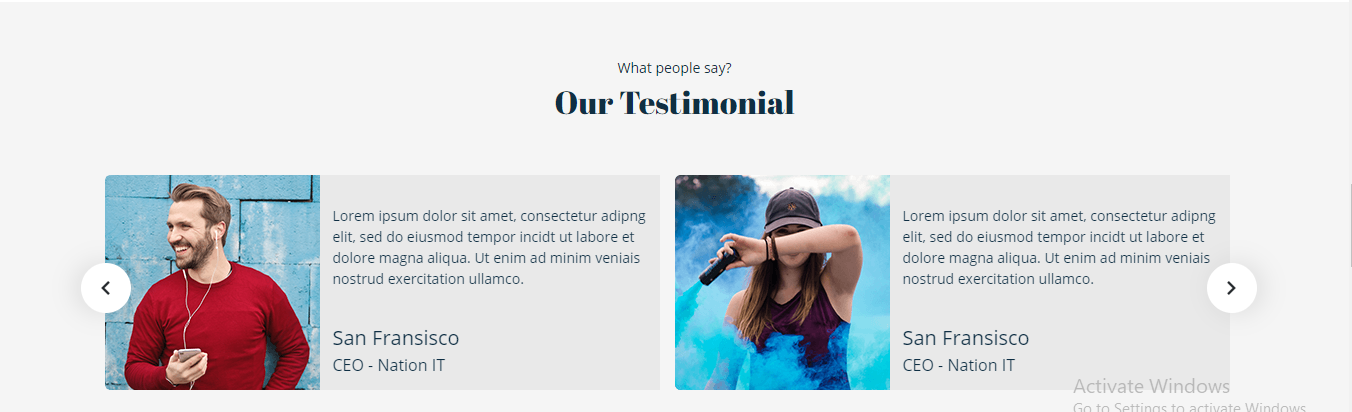 What people say?
Our Testimonial
Lorem ipsum dolor sit amet, consectetur adipng
elit, sed do eiusmod tempor incidt ut labore et
dolore magna aliqua. Ut enim ad minim veniais
nostrud exercitation ullamco.
San Fransisco
CEO - Nation IT
Lorem ipsum dolor sit amet, consectetur adipng
elit, sed do eiusmod tempor incidt ut labore et
dolore magna aliqua. Ut enim ad minim veniais
nostrud exercitation ullamco.
San Fransisco
CEO - Nation IT
Activate Windows
Go to Settings to activate Windows.